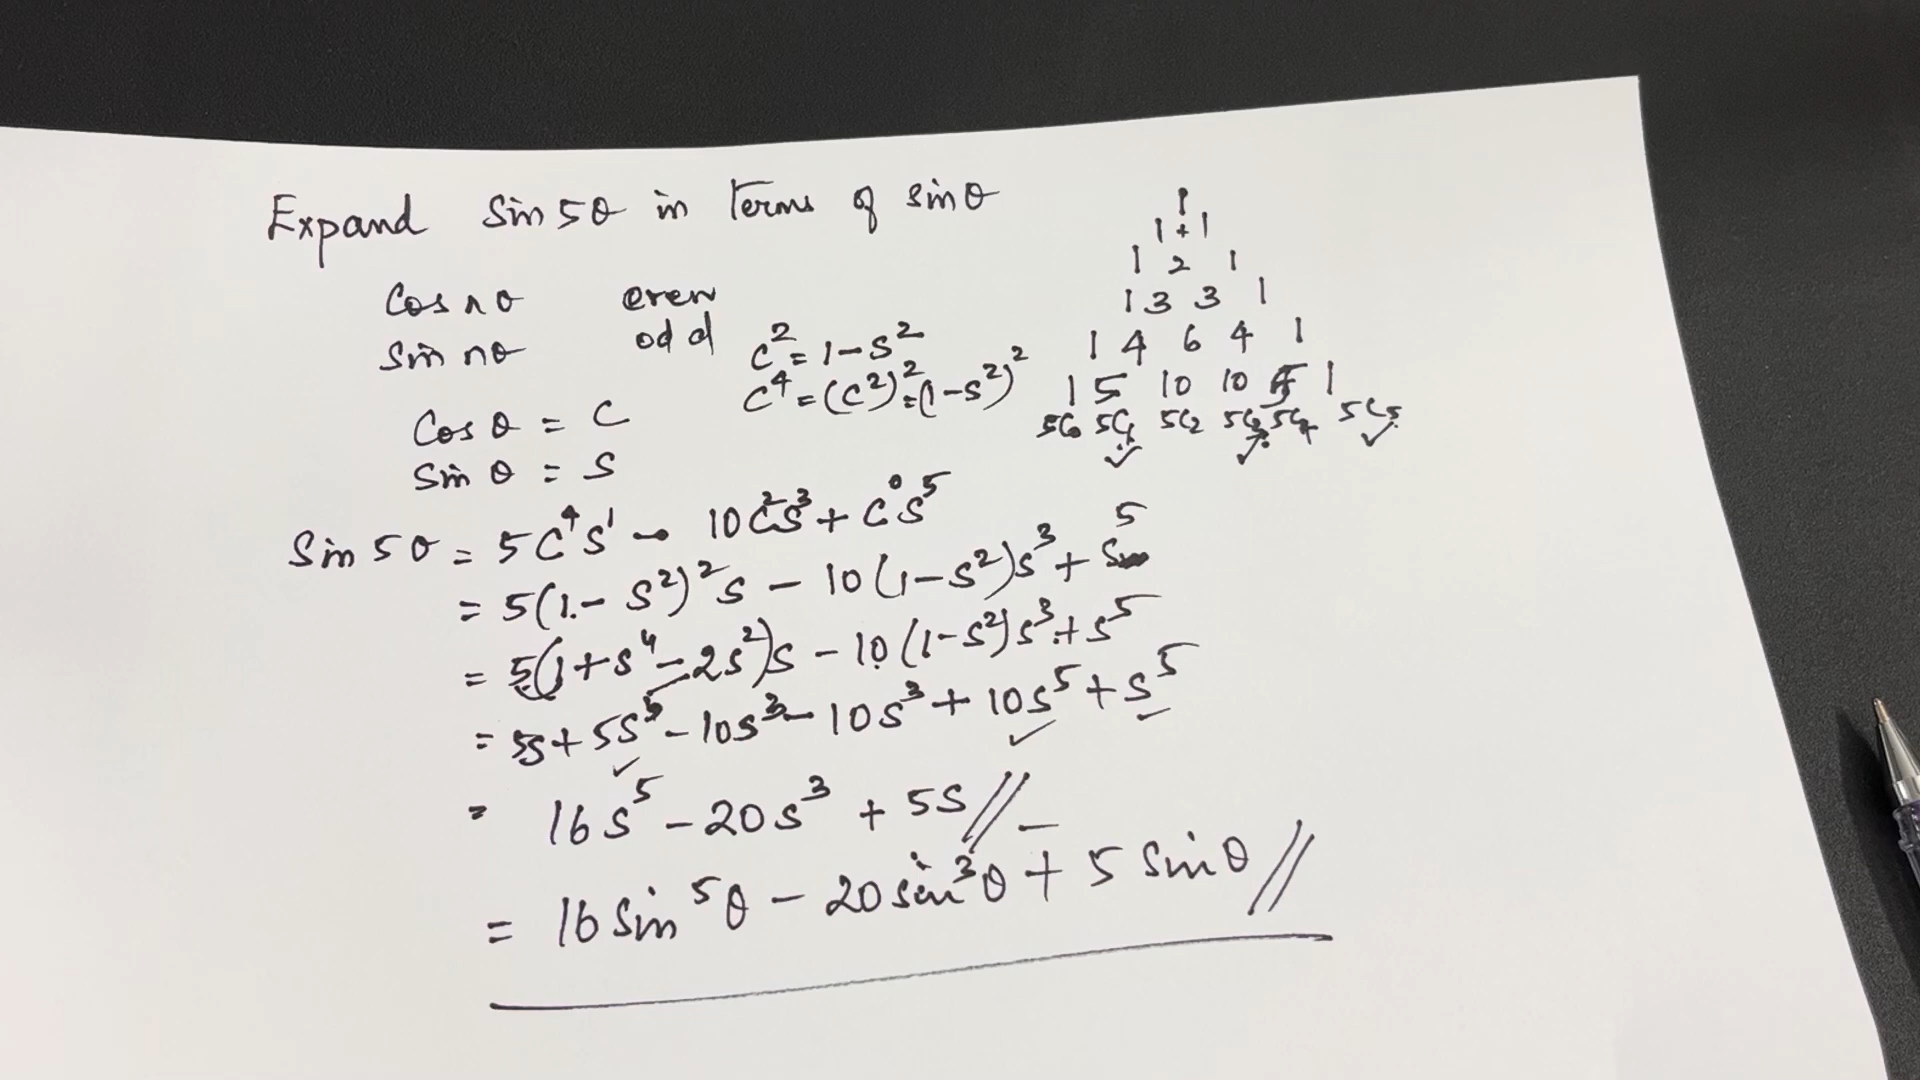 Expand Sin 5θ in Terms of sinθ
1
1 + 1
1 2 1
1 3 3 1
1 4 6 4 1
1 5 10 10 5 1
5C₀ 5C₁ 5C₂ 5C₃ 5C₄ 5C₅
Cos nθ even
Sin nθ odd
C² = 1 - S²
C⁴ = (C²)² = (1 - S²)²
Cos θ = C
Sin θ = S
Sin 5θ = 5C⁴S¹ - 10C²S³ + C⁰S⁵
= 5(1 - S²)²S - 10(1 - S²)S³ + S⁵
= 5(1 + S⁴ - 2S²)S - 10(1 - S²)S³ + S⁵
= 5S + 5S⁵ - 10S³ - 10S³ + 10S⁵ + S⁵
= 16S⁵ - 20S³ + 5S //
= 16 Sin⁵θ - 20 sin³θ + 5 Sinθ //